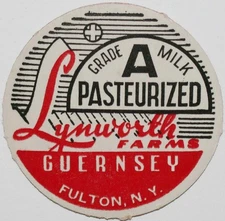 GRADE A MILK
PASTEURIZED
Lynworth
FARMS
GUERNSEY
FULTON, N.Y.